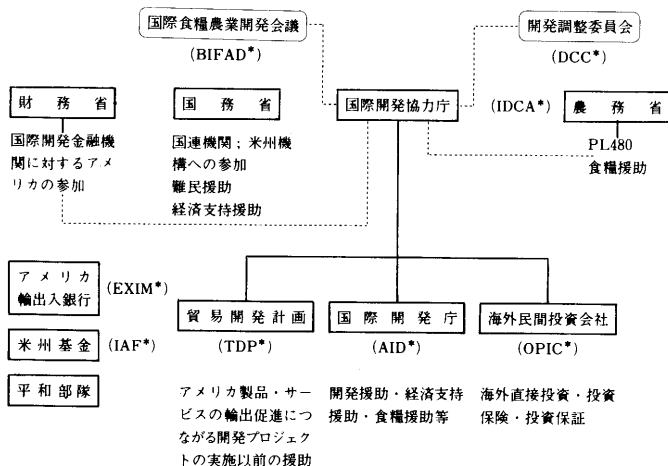 国際食糧農業開発会議
(BIFAD*)
開発調整委員会
(DCC*)
財務省
国際開発金融機
関に対するアメ
リカの参加
国務省
国連機関；米州機
構への参加
難民援助
経済支持援助
国際開発協力庁
(IDCA*)
農務省
PL480
食糧援助
アメリカ
輸出入銀行
(EXIM*)
米州基金
(IAF*)
平和部隊
貿易開発計画
(TDP*)
アメリカ製品・サー
ビスの輸出促進につ
ながる開発プロジェク
トの実施以前の援助
国際開発庁
(AID*)
開発援助・経済支持
援助・食糧援助等
海外民間投資会社
(OPIC*)
海外直接投資・投資
保険・投資保証